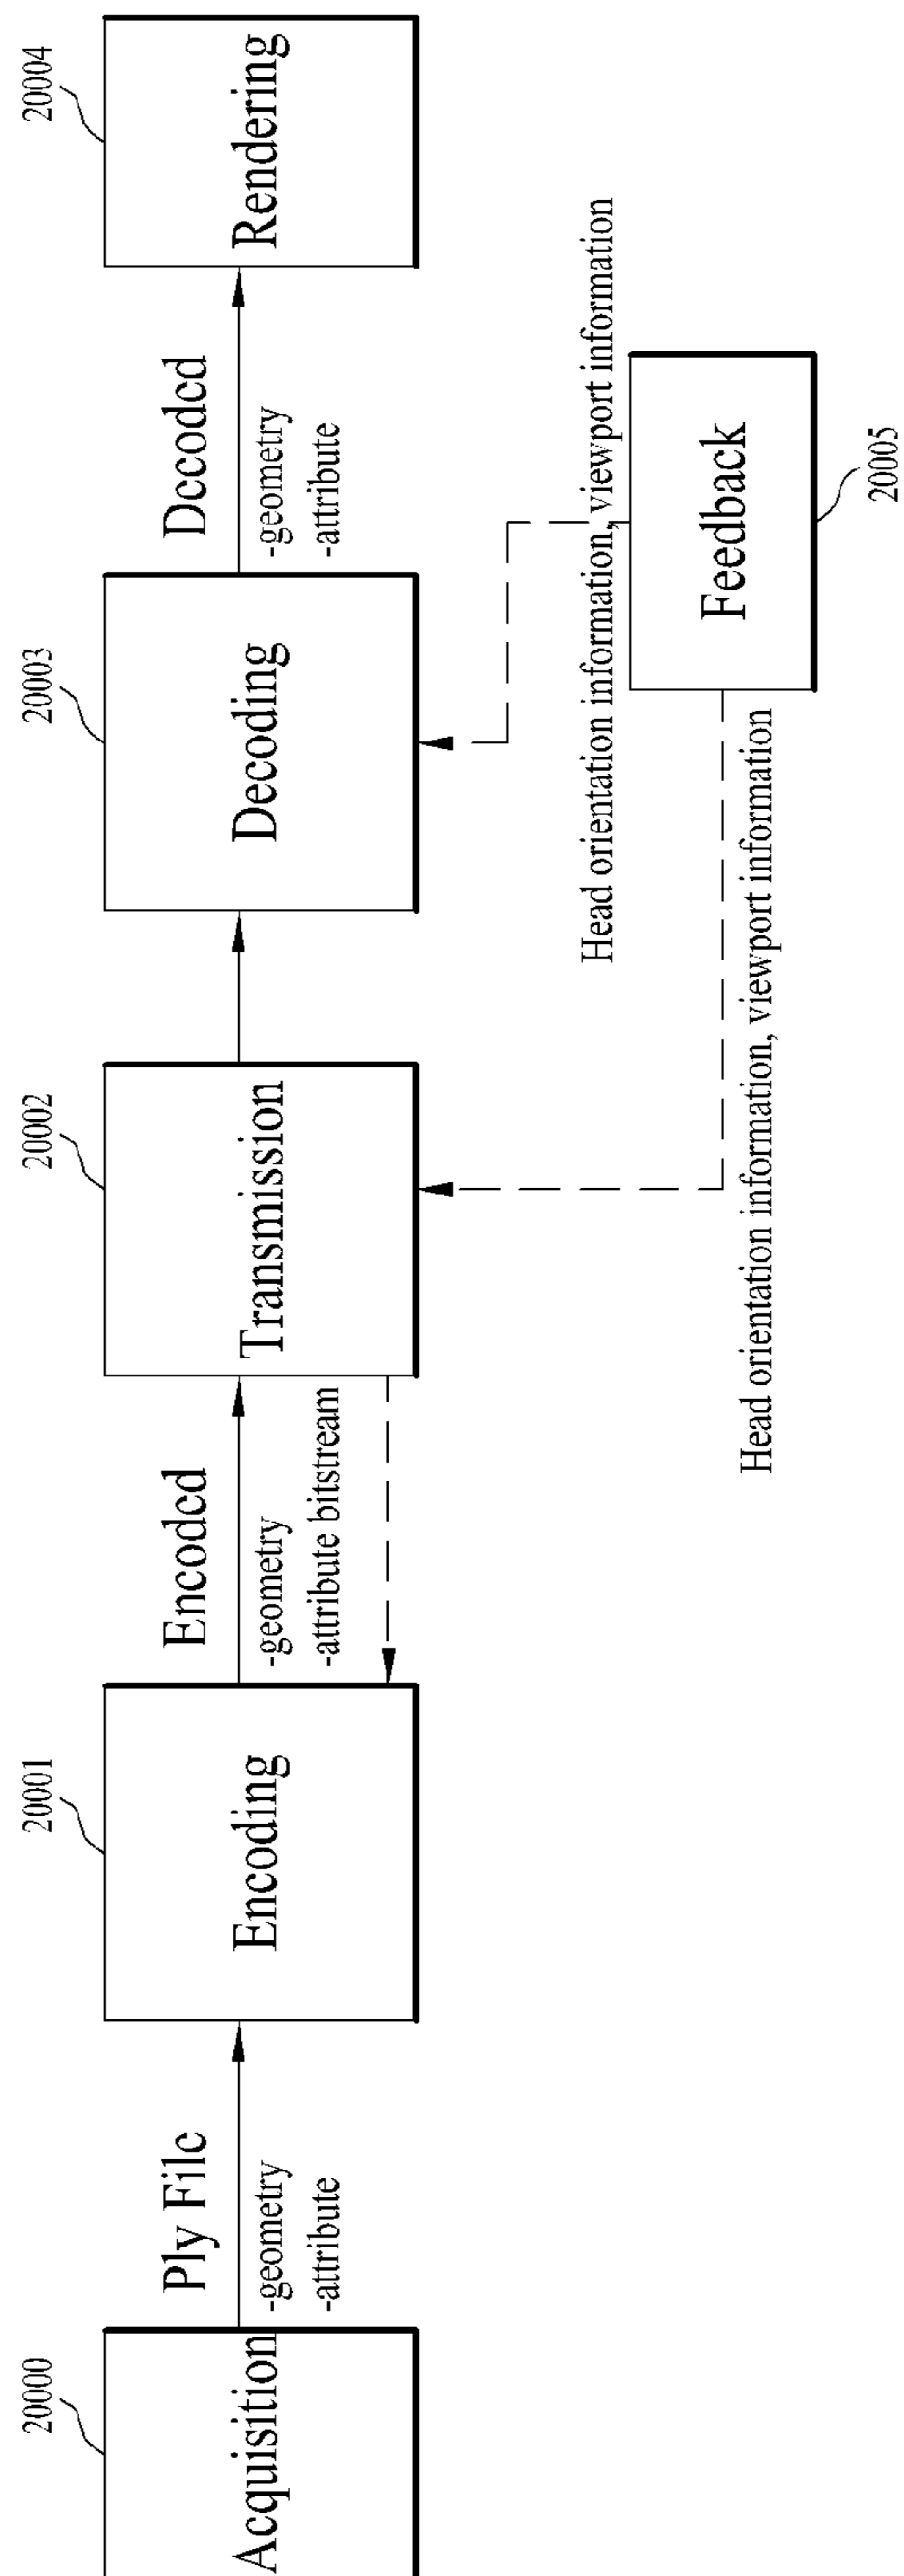 20000
Acquisition
Ply File
-geometry
-attribute
20001
Encoding
Encoded
-geometry
-attribute bitstream
20002
Transmission
20003
Decoding
Decoded
-geometry
-attribute
20004
Rendering
Head orientation information, viewport information
Feedback
20005
Head orientation information, viewport information